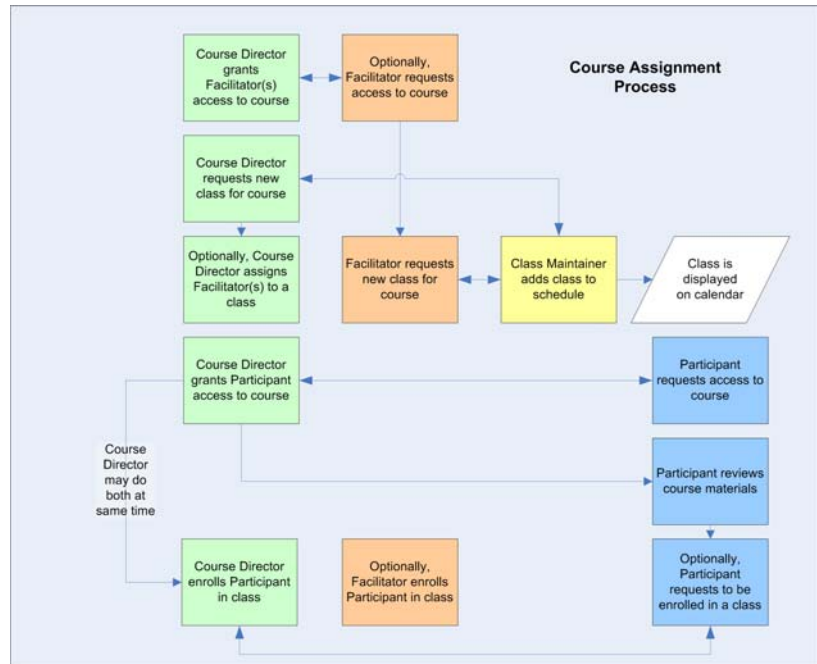 Course Assignment
Process
Course Director
grants
Facilitator(s)
access to course
Optionally,
Facilitator requests
access to course
Course Director
requests new
class for course
Optionally, Course
Director assigns
Facilitator(s) to a
class
Facilitator requests
new class for
course
Class Maintainer
adds class to
schedule
Class is
displayed
on calendar
Course Director
grants Participant
access to course
Participant
requests access to
course
Course
Director
may do
both at
same time
Participant reviews
course materials
Course Director
enrolls Participant
in class
Optionally,
Facilitator enrolls
Participant in class
Optionally,
Participant
requests to be
enrolled in a class